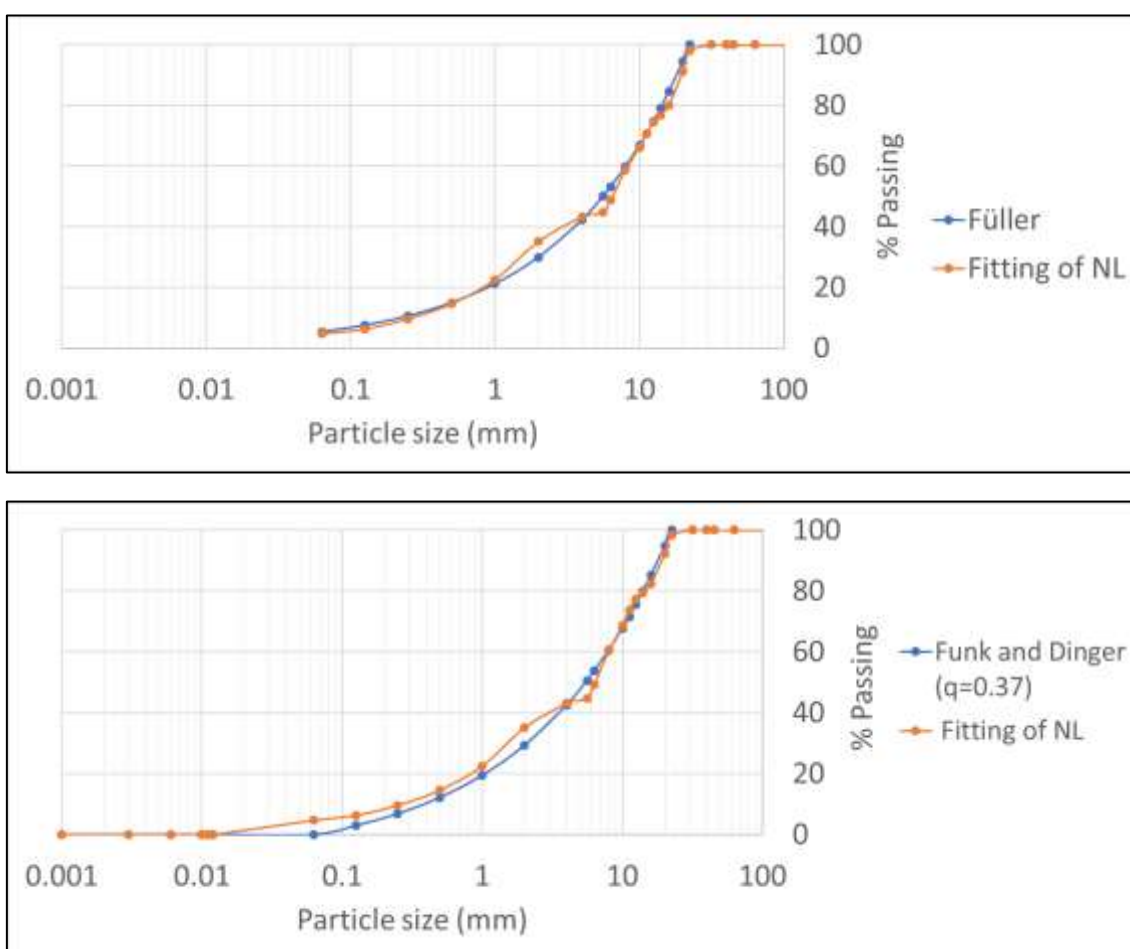 100
80
60
40
20
0
% Passing
0.001 0.01 0.1 1 10 100
Particle size (mm)
Füller
Fitting of NL
100
80
60
40
20
0
% Passing
0.001 0.01 0.1 1 10 100
Particle size (mm)
Funk and Dinger
(q=0.37)
Fitting of NL